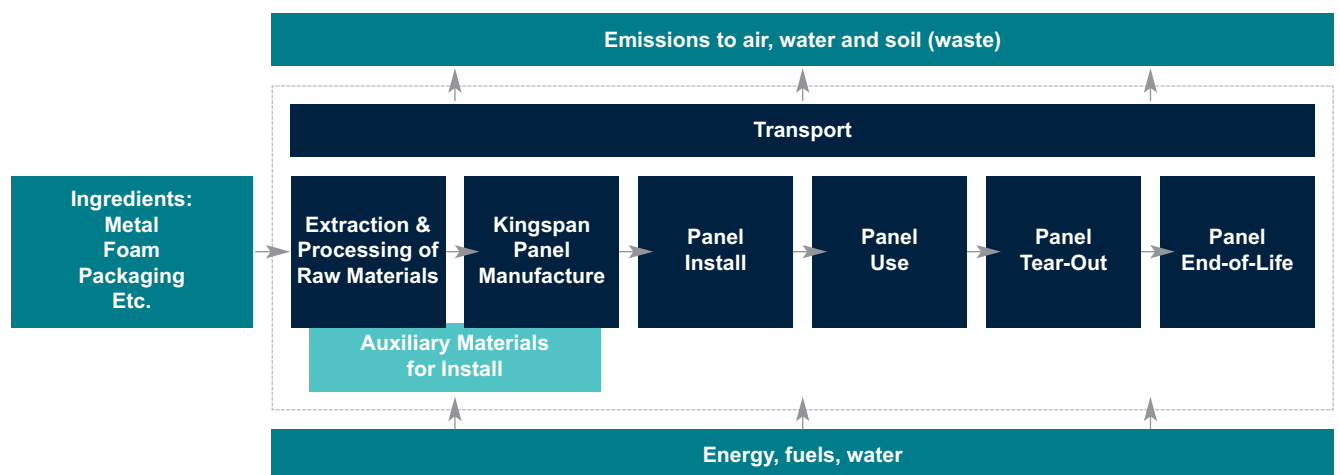 Emissions to air, water and soil (waste)
Transport
Ingredients:
Metal
Foam
Packaging
Etc.
Extraction &
Processing of
Raw Materials
Kingspan
Panel
Manufacture
Panel
Install
Panel
Use
Panel
Tear-Out
Panel
End-of-Life
Auxiliary Materials
for Install
Energy, fuels, water